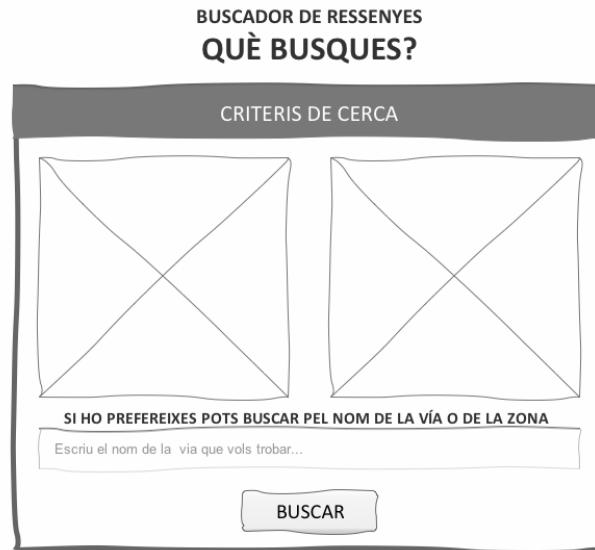 BUSCADOR DE RESSENYES
QUÈ BUSQUES?
CRITERIS DE CERCA
SI HO PREFEREIXES POTS BUSCAR PEL NOM DE LA VÍA O DE LA ZONA
Escriu el nom de la via que vols trobar...
BUSCAR